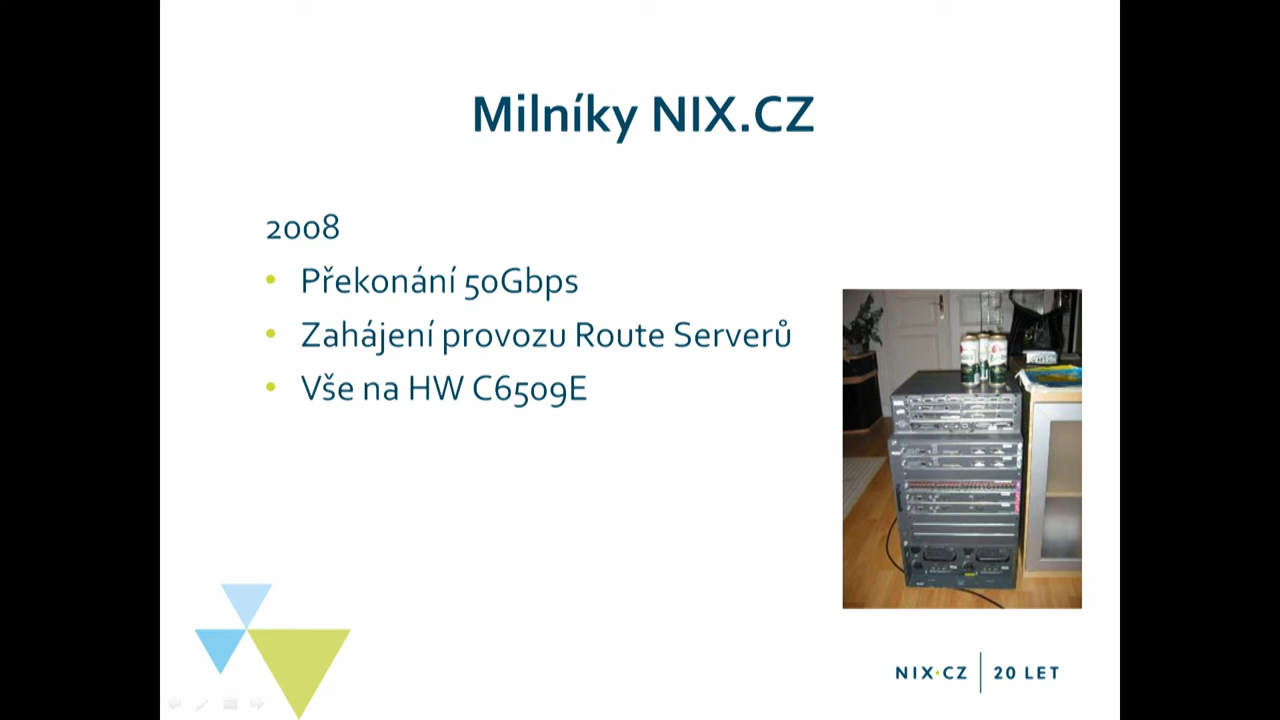 Milníky NIX.CZ
2008
• Překonání 50Gbps
• Zahájení provozu Route Serverů
• Vše na HW C6509E
NIX.CZ | 20 LET